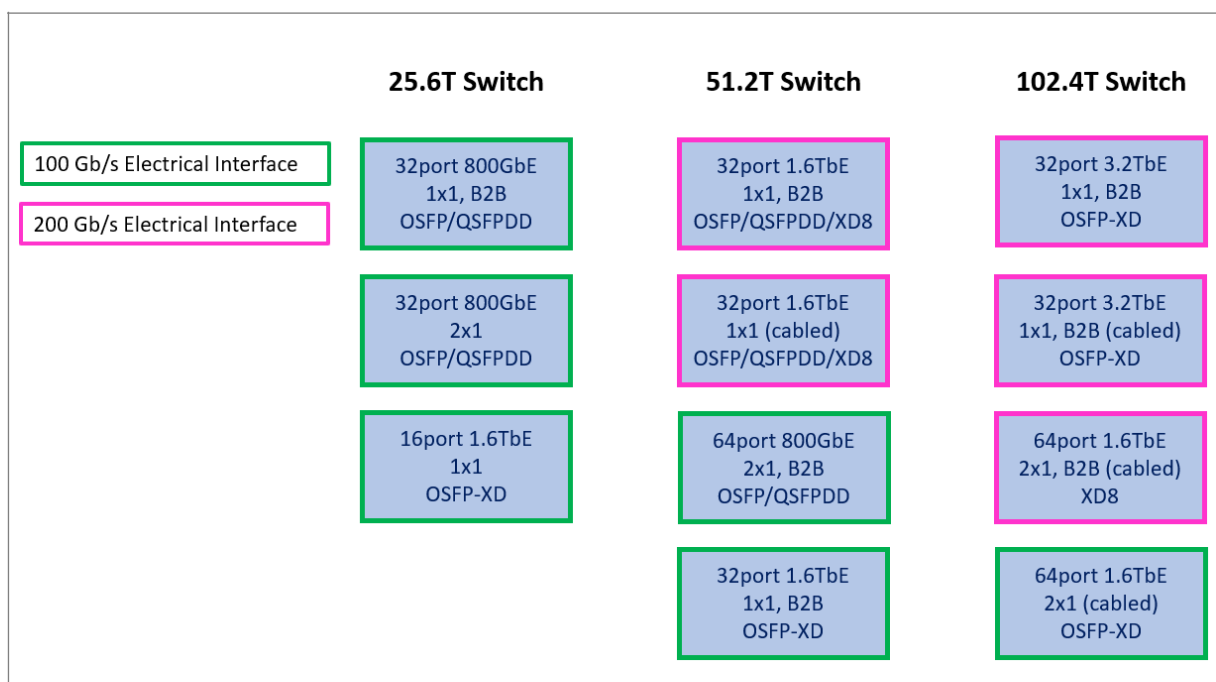 25.6T Switch
51.2T Switch
102.4T Switch
100 Gb/s Electrical Interface
200 Gb/s Electrical Interface
32port 800GbE
1x1, B2B
OSFP/QSFPDD
32port 1.6TbE
1x1, B2B
OSFP/QSFPDD/XD8
32port 3.2TbE
1x1, B2B
OSFP-XD
32port 800GbE
2x1
OSFP/QSFPDD
32port 1.6TbE
1x1 (cabled)
OSFP/QSFPDD/XD8
32port 3.2TbE
1x1, B2B (cabled)
OSFP-XD
16port 1.6TbE
1x1
OSFP-XD
64port 800GbE
2x1, B2B
OSFP/QSFPDD
64port 1.6TbE
2x1, B2B (cabled)
XD8
32port 1.6TbE
1x1, B2B
OSFP-XD
64port 1.6TbE
2x1 (cabled)
OSFP-XD